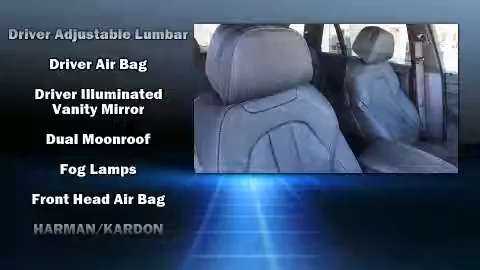 Driver Adjustable Lumbar
Driver Air Bag
Driver Illuminated
Vanity Mirror
Dual Moonroof
Fog Lamps
Front Head Air Bag
HARMAN/KARDON